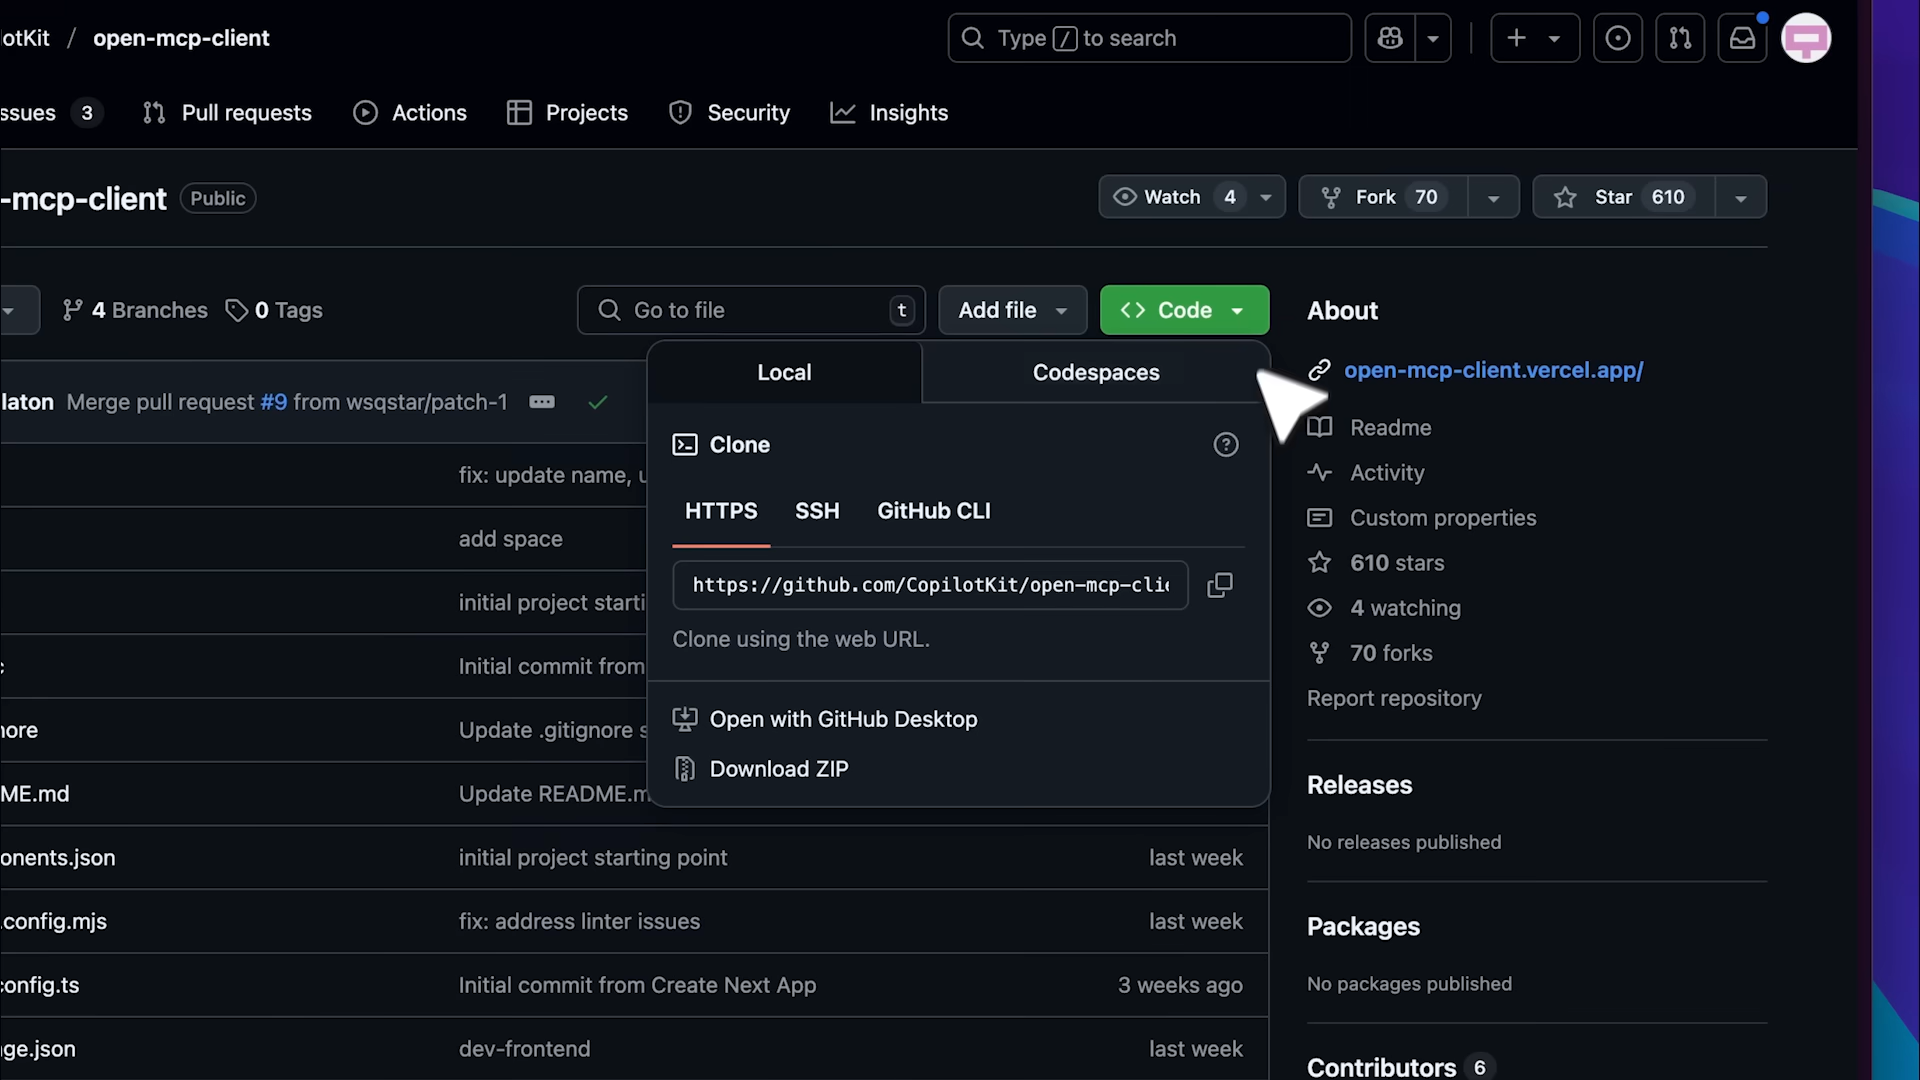 otKit / open-mcp-client
Type / to search
ssues 3 Pull requests Actions Projects Security Insights
-mcp-client Public
Watch 4 Fork 70 Star 610
4 Branches 0 Tags
Go to file t
Add file
<> Code
About
Local Codespaces
open-mcp-client.vercel.app/
laton Merge pull request #9 from wsqstar/patch-1
Clone
Readme
Activity
fix: update name, u
HTTPS SSH GitHub CLI
Custom properties
add space
610 stars
https://github.com/CopilotKit/open-mcp-clie
initial project starti
4 watching
Clone using the web URL.
70 forks
Initial commit from
Report repository
nore Update .gitignore s
Open with GitHub Desktop
Download ZIP
Releases
ME.md Update README.m
No releases published
onents.json initial project starting point last week
.config.mjs fix: address linter issues last week
Packages
config.ts Initial commit from Create Next App 3 weeks ago
No packages published
ge.json dev-frontend last week
Contributors 6